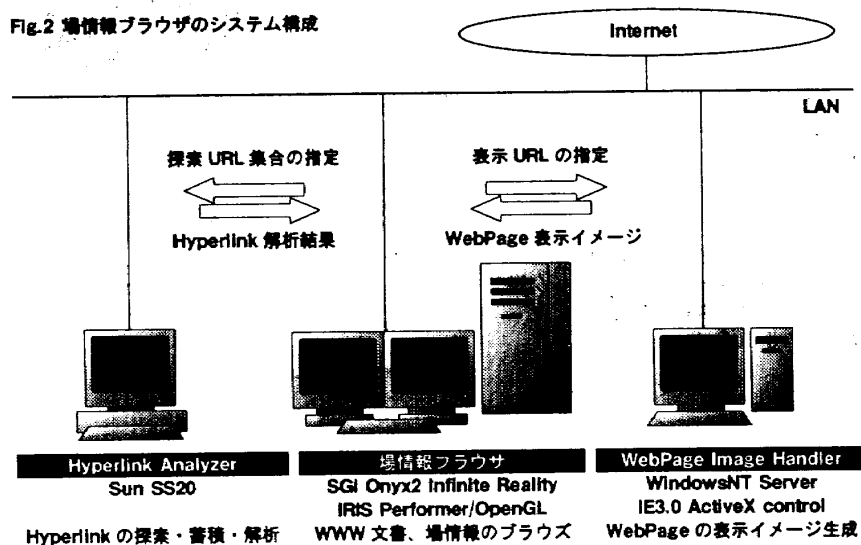 Fig.2 場情報ブラウザのシステム構成
Internet
LAN
探索 URL 集合の指定
表示 URL の指定
Hyperlink 解析結果
WebPage 表示イメージ
Hyperlink Analyzer
Sun SS20
Hyperlink の探索・蓄積・解析
場情報ブラウザ
SGI Onyx2 Infinite Reality
IRIS Performer/OpenGL
WWW 文書、場情報のブラウズ
WebPage Image Handler
WindowsNT Server
IE3.0 ActiveX control
WebPage の表示イメージ生成